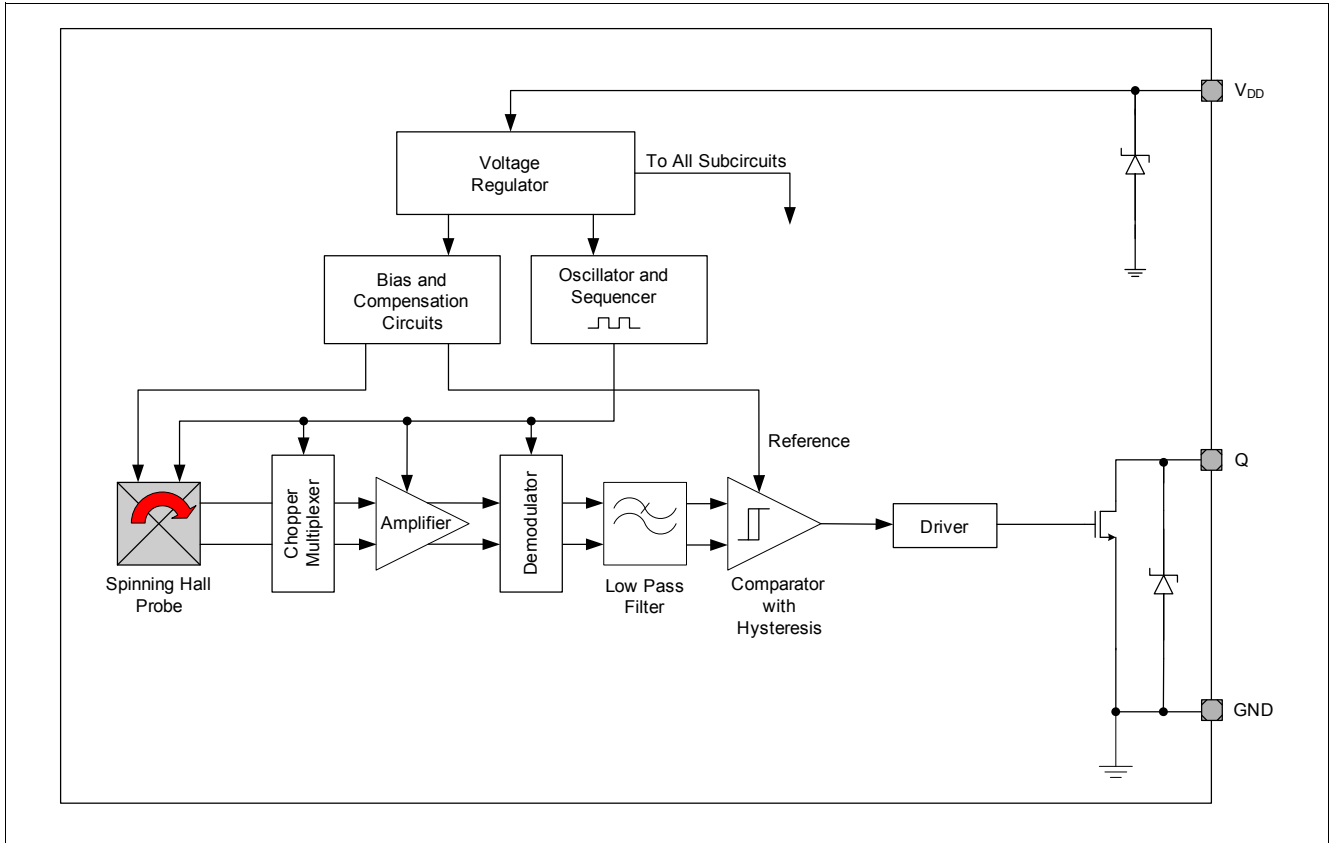 V_DD
Voltage
Regulator
To All Subcircuits
Bias and
Compensation
Circuits
Oscillator and
Sequencer
Reference
Q
Chopper
Multiplexer
Amplifier
Demodulator
Driver
Spinning Hall
Probe
Low Pass
Filter
Comparator
with
Hysteresis
GND